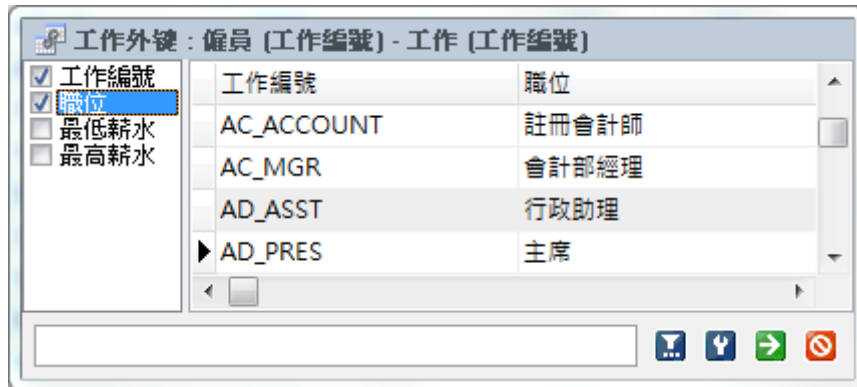 工作外鍵 : 僱員 (工作編號) - 工作 (工作編號)
工作編號
職位
最低薪水
最高薪水
工作編號 職位
AC_ACCOUNT 註冊會計師
AC_MGR 會計部經理
AD_ASST 行政助理
AD_PRES 主席